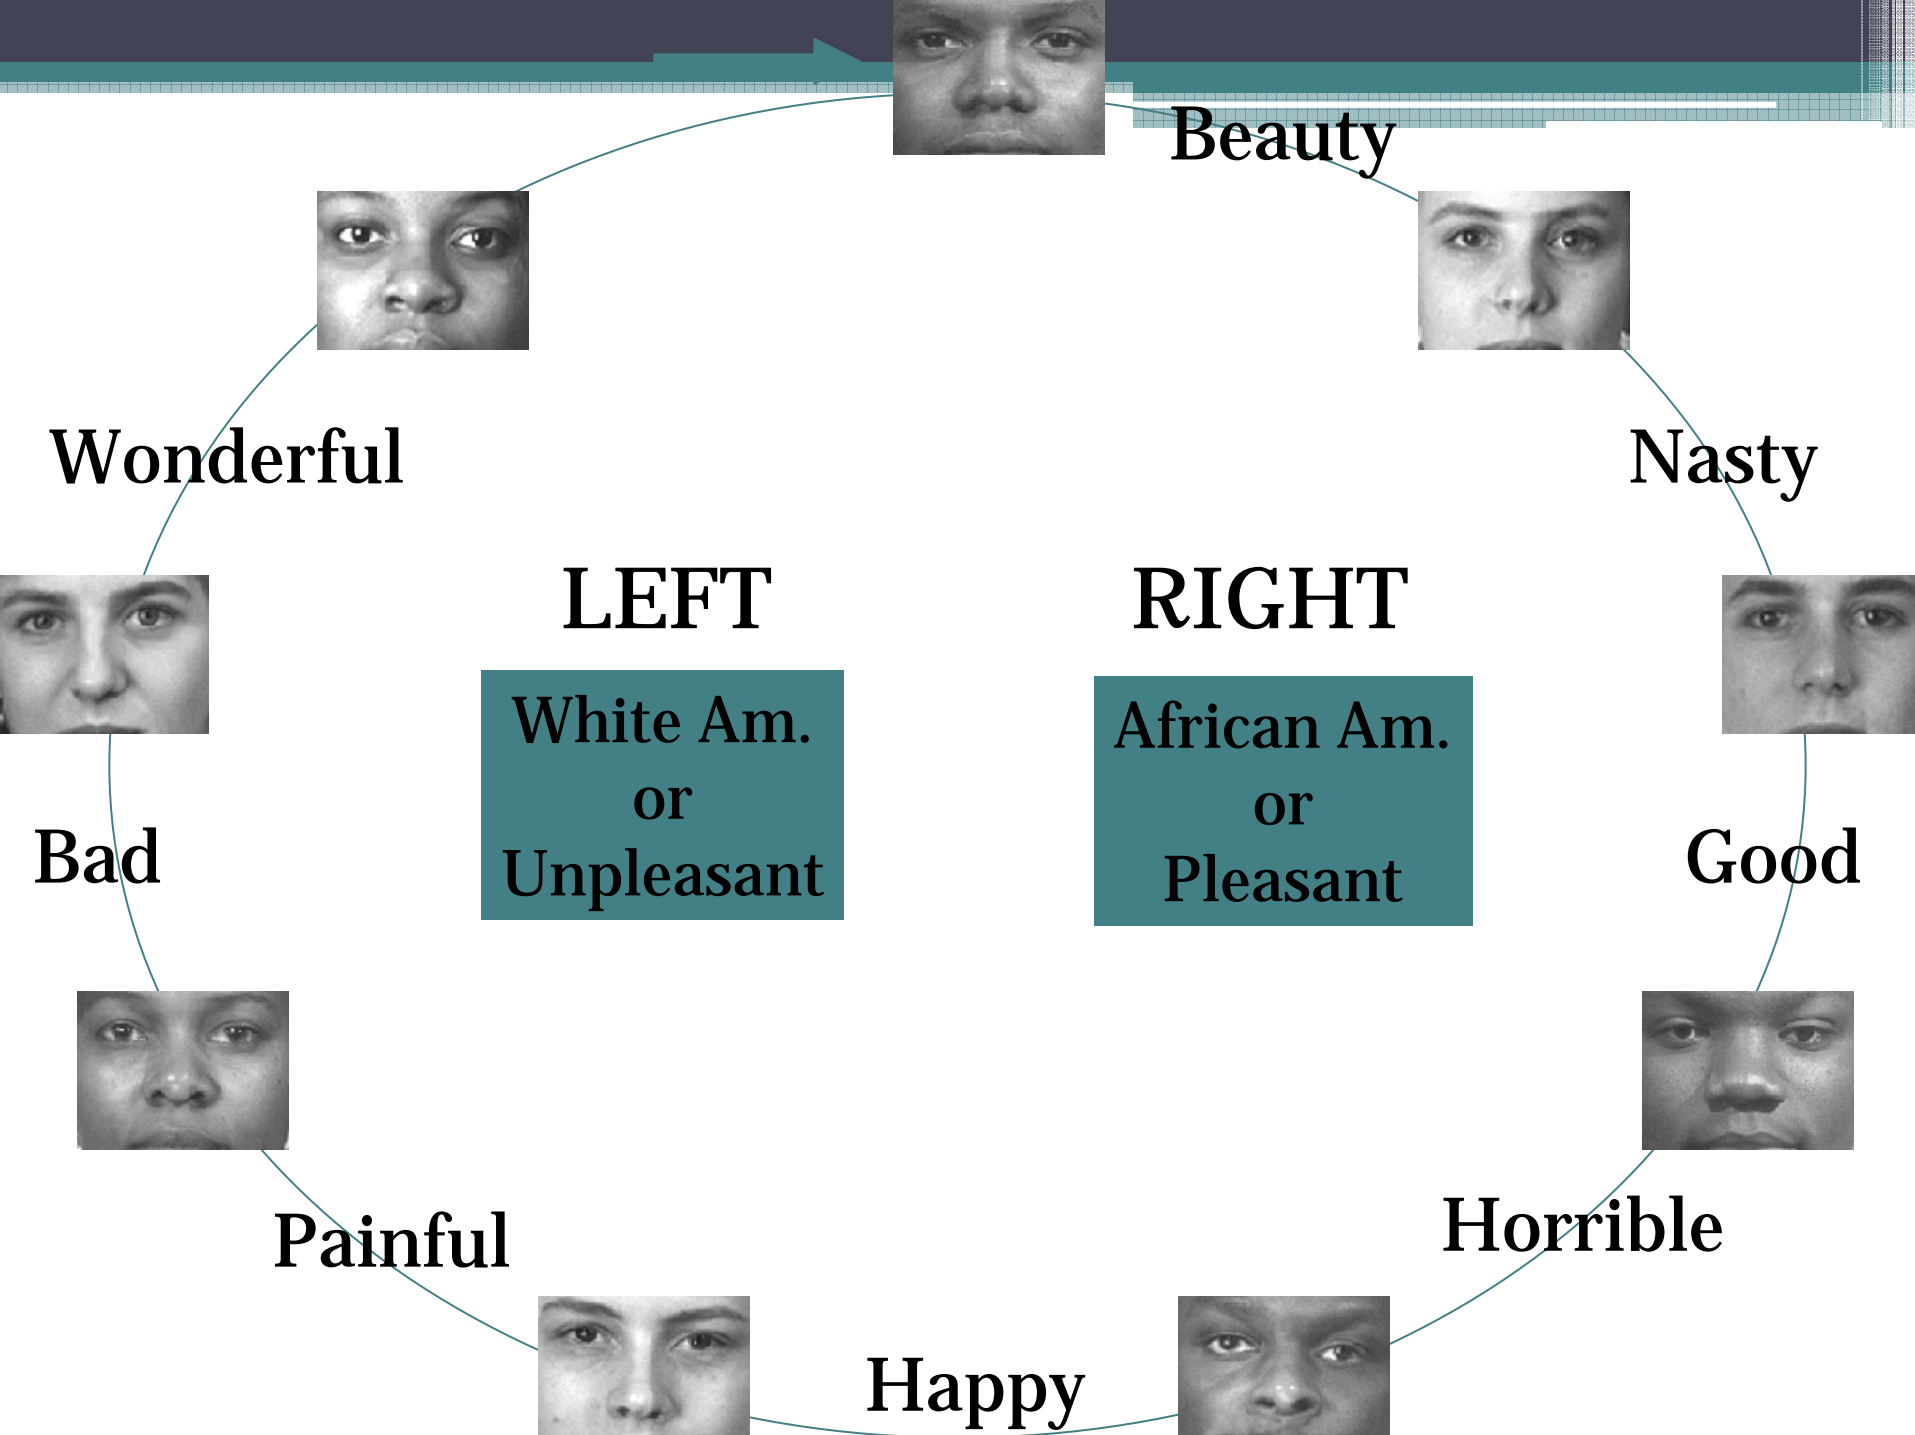 Beauty
Wonderful
Nasty
LEFT
RIGHT
White Am.
or
Unpleasant
African Am.
or
Pleasant
Bad
Good
Painful
Horrible
Happy